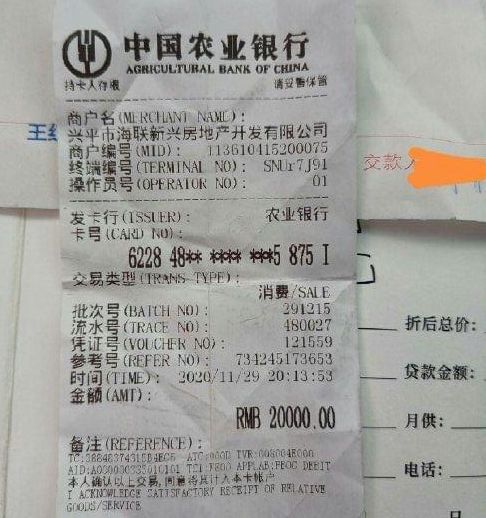 中国农业银行
AGRICULTURAL BANK OF CHINA
持卡人存根 请妥善保管
商户名(MERCHANT NAME):
兴平市海联新兴房地产开发有限公司
商户编号(MID): 113610415200075
终端编号(TERMINAL NO): SNUr7J91
操作员号(OPERATOR NO): 01
发卡行(ISSUER): 农业银行
卡号(CARD NO):
6228 48** **** ***5 875 I
交易类型(TRANS-TYPE):
消费/SALE
批次号(BATCH NO): 291215
流水号(TRACE NO): 480027
凭证号(VOUCHER NO): 121559
参考号(REFER NO): 734245173653
时间(TIME): 2020/11/29 20:13:53
金额(AMT):
RMB 20000.00
备注(REFERENCE):
本人确认以上交易,同意将其计入本卡帐户
I ACKNOWLEDGE SATISFACTORY RECEIPT OF RELATIVE
GOODS/SERVICE
王
交款人
折后总价:
贷款金额:
月供:
电话:
日